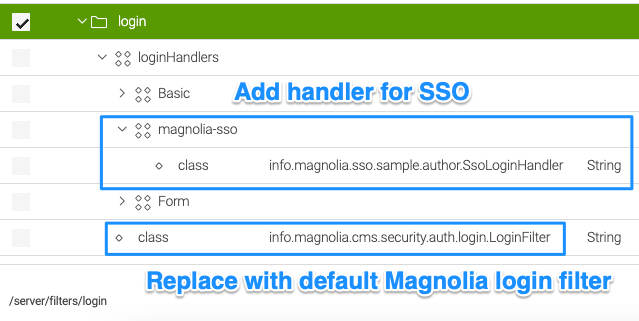 login
loginHandlers
Basic
Add handler for SSO
magnolia-sso
class info.magnolia.sso.sample.author.SsoLoginHandler String
Form
class info.magnolia.cms.security.auth.login.LoginFilter String
Replace with default Magnolia login filter
/server/filters/login